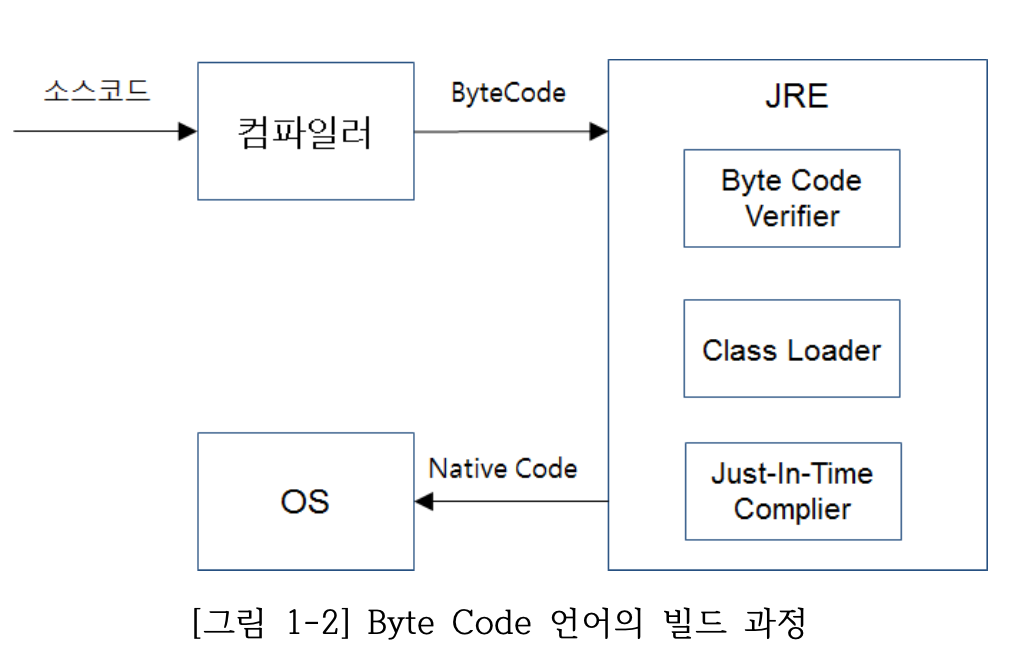 소스코드
컴파일러
ByteCode
JRE
Byte Code
Verifier
Class Loader
Just-In-Time
Complier
Native Code
OS
[그림 1-2] Byte Code 언어의 빌드 과정